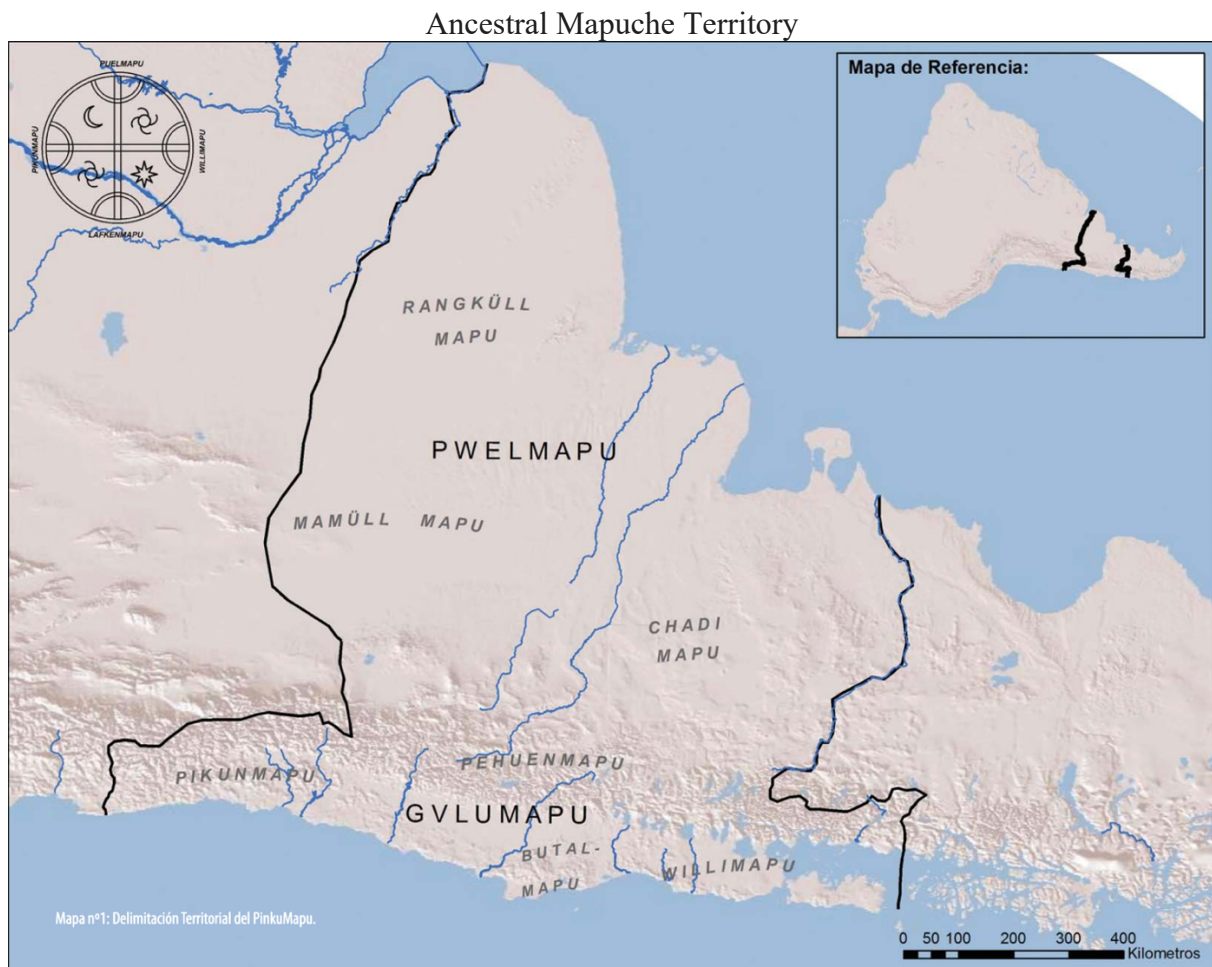 Ancestral Mapuche Territory
PUELMAPU
PIKUNMAPU
WILLIMAPU
LAFKENMAPU
Mapa de Referencia:
RANGKÜLL
MAPU
PWELMAPU
MAMÜLL MAPU
CHADI
MAPU
PIKUNMAPU
PEHUENMAPU
GVLUMAPU
BUTAL-
MAPU
WILLIMAPU
Mapa nº1: Delimitación Territorial del PinkuMapu.
0 50 100 200 300 400
Kilometros